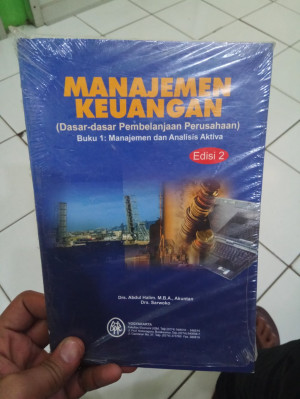 MANAJEMEN
KEUANGAN
(Dasar-dasar Pembelanjaan Perusahaan)
Buku 1: Manajemen dan Analisis Aktiva
Edisi 2
Drs. Abdul Halim, M.B.A., Akuntan
Drs. Sarwoko
YOGYAKARTA